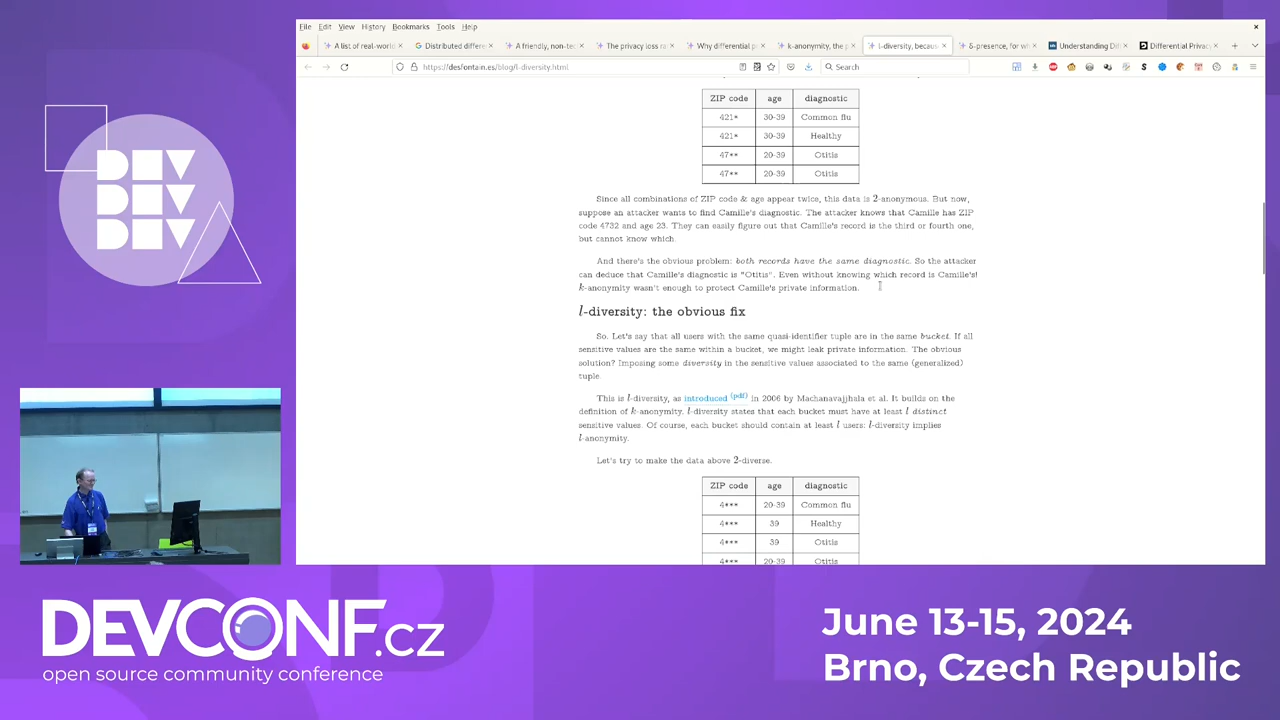 File Edit View History Bookmarks Tools Help
A list of real-world
Distributed differe
A friendly, non-tec
The privacy loss ra
Why differential p
k-anonymity, the p
l-diversity, becaus
δ-presence, for wh
Understanding Dif
Differential Privacy
https://desfontain.es/blog/l-diversity.html
Search
ZIP code age diagnostic
421* 30-39 Common flu
421* 30-39 Healthy
47** 20-39 Otitis
47** 20-39 Otitis
Since all combinations of ZIP code & age appear twice, this data is 2-anonymous. But now,
suppose an attacker wants to find Camille's diagnostic. The attacker knows that Camille has ZIP
code 4732 and age 23. They can easily figure out that Camille's record is the third or fourth one,
but cannot know which.
And there's the obvious problem: both records have the same diagnostic. So the attacker
can deduce that Camille's diagnostic is "Otitis". Even without knowing which record is Camille's!
k-anonymity wasn't enough to protect Camille's private information.
l-diversity: the obvious fix
So. Let's say that all users with the same quasi-identifier tuple are in the same bucket. If all
sensitive values are the same within a bucket, we might leak private information. The obvious
solution? Imposing some diversity in the sensitive values associated to the same (generalized)
tuple.
This is l-diversity, as introduced (pdf) in 2006 by Machanavajjhala et al. It builds on the
definition of k-anonymity. l-diversity states that each bucket must have at least l distinct
sensitive values. Of course, each bucket should contain at least l users: l-diversity implies
l-anonymity.
Let's try to make the data above 2-diverse.
ZIP code age diagnostic
4*** 20-39 Common flu
4*** 39 Healthy
4*** 39 Otitis
4*** 20-39 Otitis
DEV
DEV
DEV
DEVCONF.cz
open source community conference
June 13-15, 2024
Brno, Czech Republic